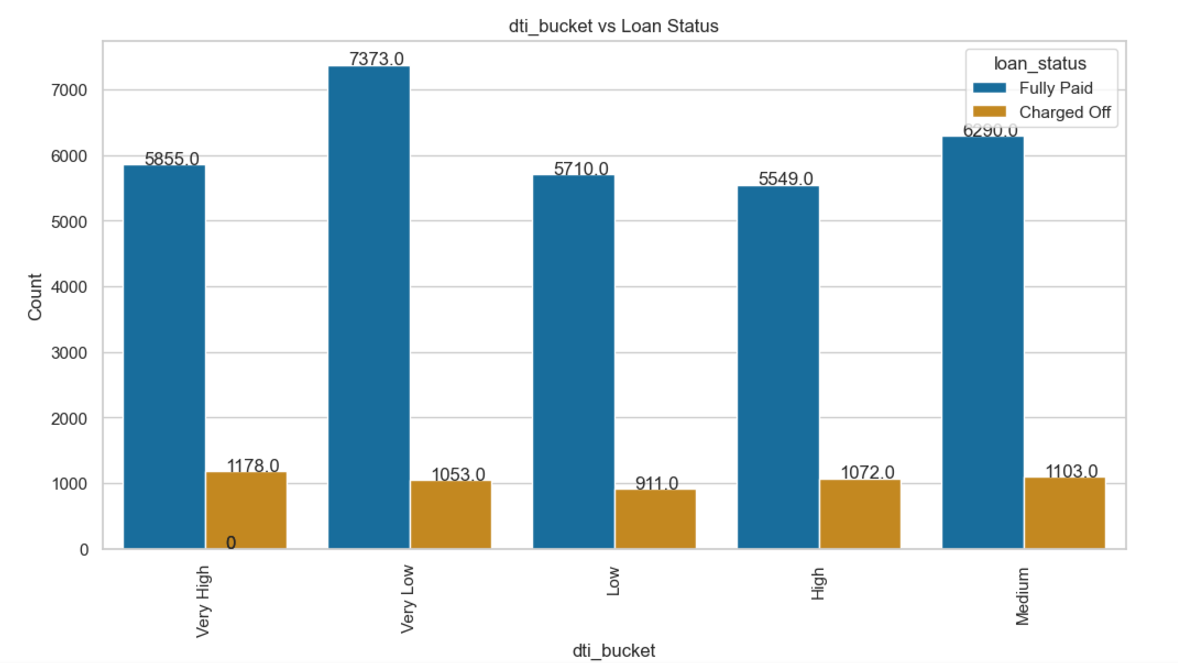 dti_bucket vs Loan Status
7373.0
loan_status
Fully Paid
Charged Off
7000
6290.0
6000
5855.0
5710.0
5549.0
5000
4000
Count
3000
2000
1178.0
1053.0
911.0
1072.0
1103.0
1000
0
0
Very High
Very Low
Low
High
Medium
dti_bucket